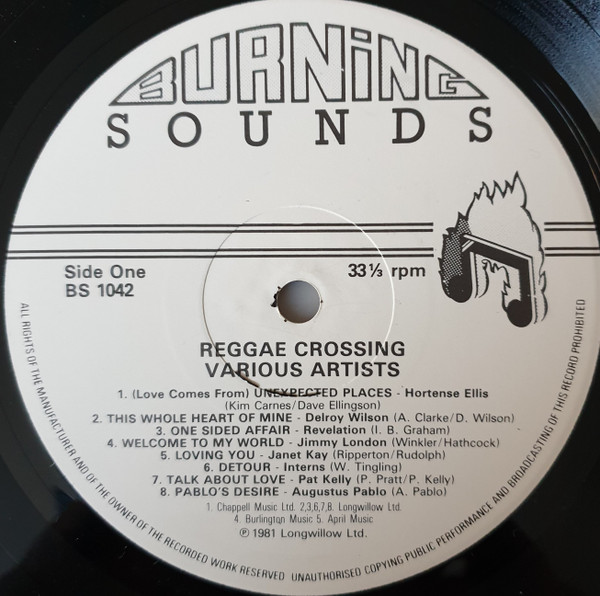 BURNiNG
SOUNDS
Side One
BS 1042
33⅓ rpm
REGGAE CROSSING
VARIOUS ARTISTS
1. (Love Comes From) UNEXPECTED PLACES - Hortense Ellis
(Kim Carnes/Dave Ellingson)
2. THIS WHOLE HEART OF MINE - Delroy Wilson (A. Clarke/D. Wilson)
3. ONE SIDED AFFAIR - Revelation (I. B. Graham)
4. WELCOME TO MY WORLD - Jimmy London (Winkler/Hathcock)
5. LOVING YOU - Janet Kay (Ripperton/Rudolph)
6. DETOUR - Interns (W. Tingling)
7. TALK ABOUT LOVE - Pat Kelly (P. Pratt/P. Kelly)
8. PABLO'S DESIRE - Augustus Pablo (A. Pablo)
1. Chappell Music Ltd. 2,3,6,7,8. Longwillow Ltd.
4. Burlington Music 5. April Music
℗ 1981 Longwillow Ltd.
ALL RIGHTS OF THE MANUFACTURER AND OF THE OWNER OF THE RECORDED WORK RESERVED UNAUTHORISED COPYING PUBLIC PERFORMANCE AND BROADCASTING OF THIS RECORD PROHIBITED